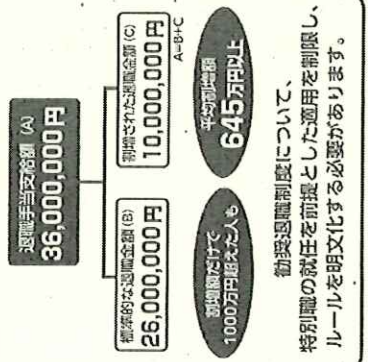 退職手当支給額(A)
36,000,000円
標準的な退職金額(B)
26,000,000円
割増された退職金額(C)
10,000,000円
A=B+C
割増額だけで
1000万円超えた人も
平均割増額
645万円以上
勧奨退職制度について、
特別職の就任を前提とした適用を制限し、
ルールを明文化する必要があります。